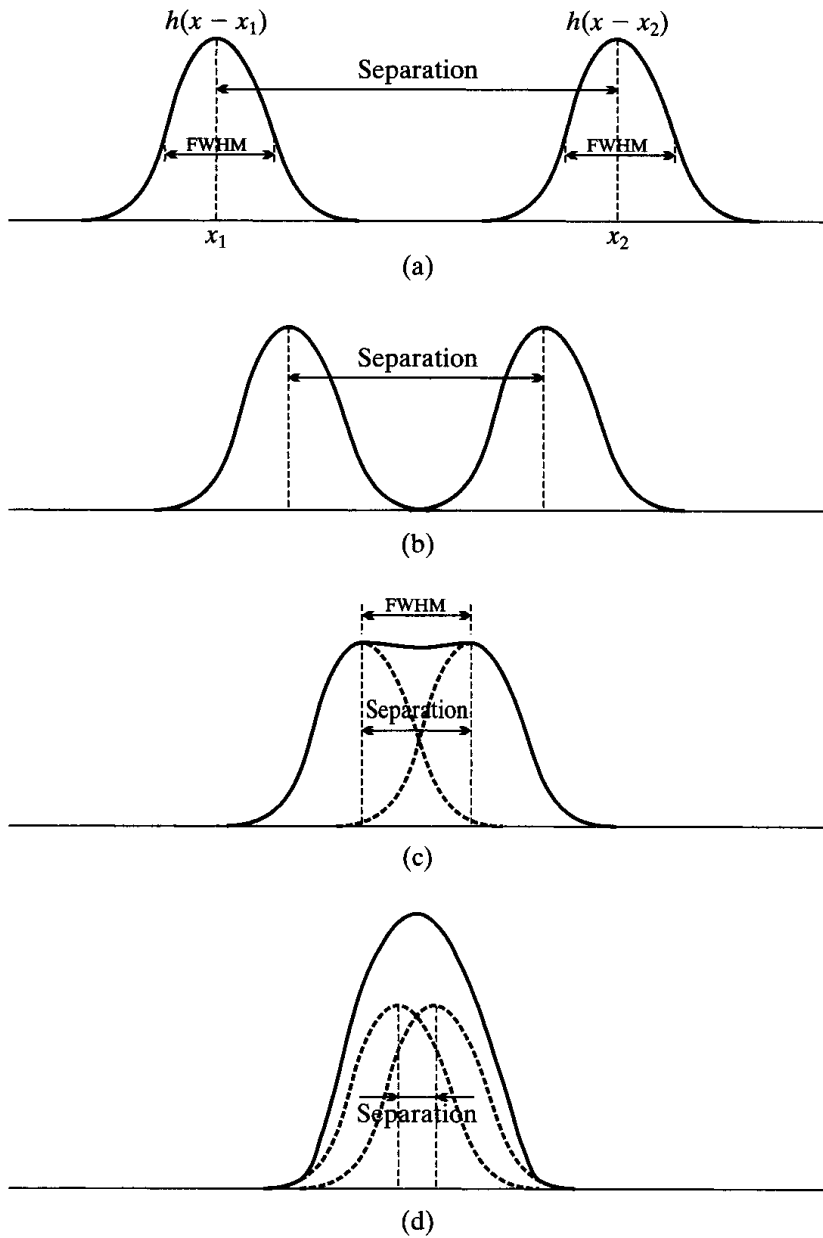 h(x − x₁)
h(x − x₂)
Separation
FWHM
FWHM
x₁
x₂
(a)
Separation
(b)
FWHM
Separation
(c)
Separation
(d)